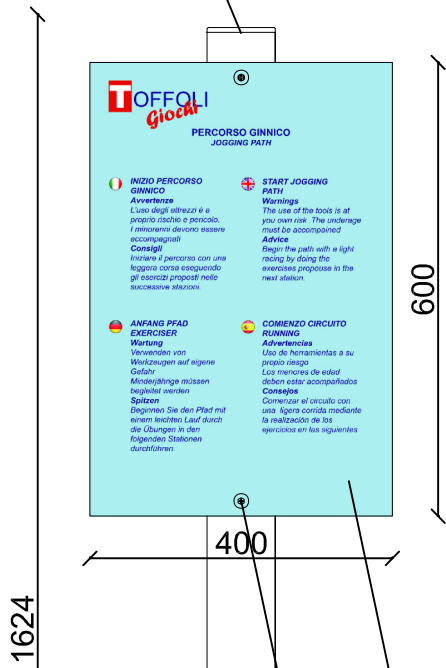 TOFFOLI
Giochi
PERCORSO GINNICO
JOGGING PATH
INIZIO PERCORSO
GINNICO
Avvertenze
L'uso degli attrezzi é a
proprio rischio e pericolo.
I minorenni devono essere
accompagnati
Consigli
Iniziare il percorso con una
leggera corsa eseguendo
gli esercizi proposti nelle
successive stazioni.
START JOGGING
PATH
Warnings
The use of the tools is at
you own risk .The underage
must be accompained
Advice
Begin the path with a light
racing by doing the
exercises propouse in the
next station.
ANFANG PFAD
EXERCISER
Wartung
Verwenden von
Werkzeugen auf eigene
Gefahr
Minderjährige müssen
begleitet werden
Spitzen
Beginnen Sie den Pfad mit
einem leichten Lauf durch
die Übungen in den
folgenden Stationen
durchführen.
COMIENZO CIRCUITO
RUNNING
Advertencias
Uso de herramientas a su
propio riesgo
Los menores de edad
deben estar acompañados
Consejos
Comenzar el circuito con
una ligera corrida mediante
la realización de los
ejercicios en las siguientes
600
400
1624